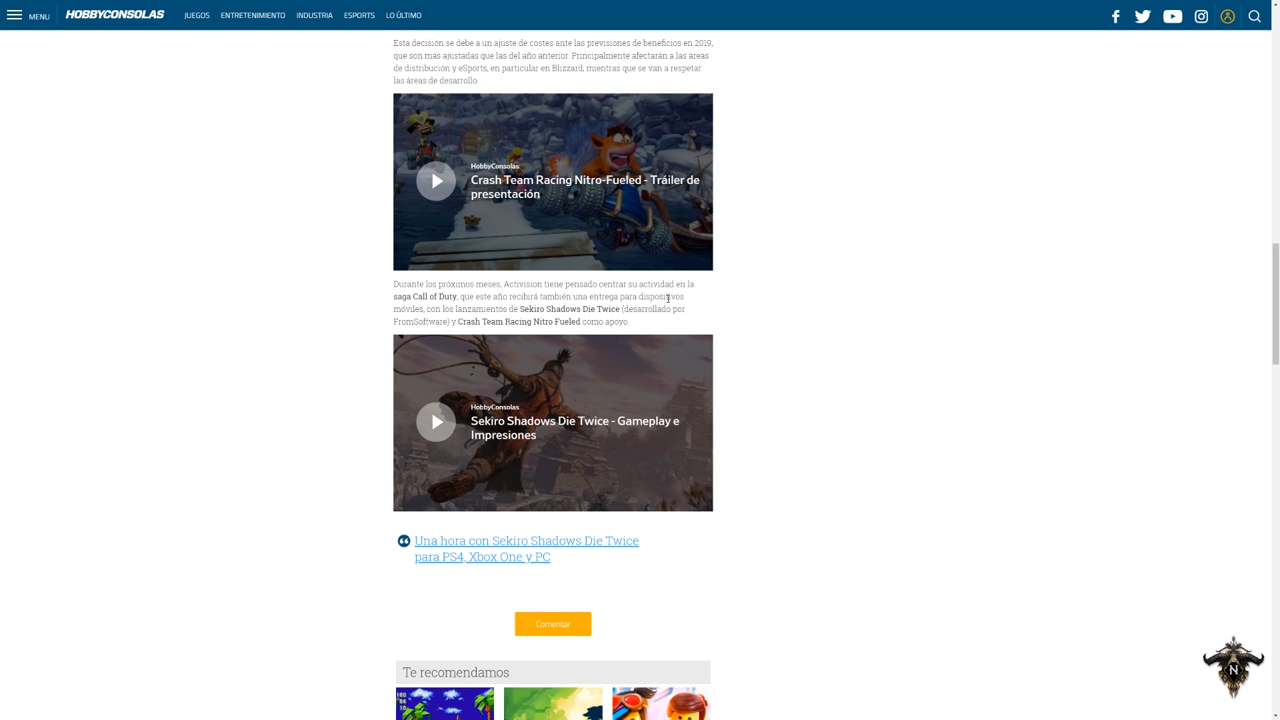 MENU
HOBBYCONSOLAS
JUEGOS
ENTRETENIMIENTO
INDUSTRIA
ESPORTS
LO ÚLTIMO
Esta decisión se debe a un ajuste de costes ante las previsiones de beneficios en 2019,
que son más ajustadas que las del año anterior. Principalmente afectarán a las áreas
de distribución y eSports, en particular en Blizzard, mientras que se van a respetar
las áreas de desarrollo.
HobbyConsolas
Crash Team Racing Nitro-Fueled - Tráiler de
presentación
Durante los próximos meses, Activision tiene pensado centrar su actividad en la
saga Call of Duty, que este año recibirá también una entrega para dispositivos
móviles, con los lanzamientos de Sekiro Shadows Die Twice (desarrollado por
FromSoftware) y Crash Team Racing Nitro Fueled como apoyo.
HobbyConsolas
Sekiro Shadows Die Twice - Gameplay e
Impresiones
Una hora con Sekiro Shadows Die Twice
para PS4, Xbox One y PC
Comentar
Te recomendamos
N